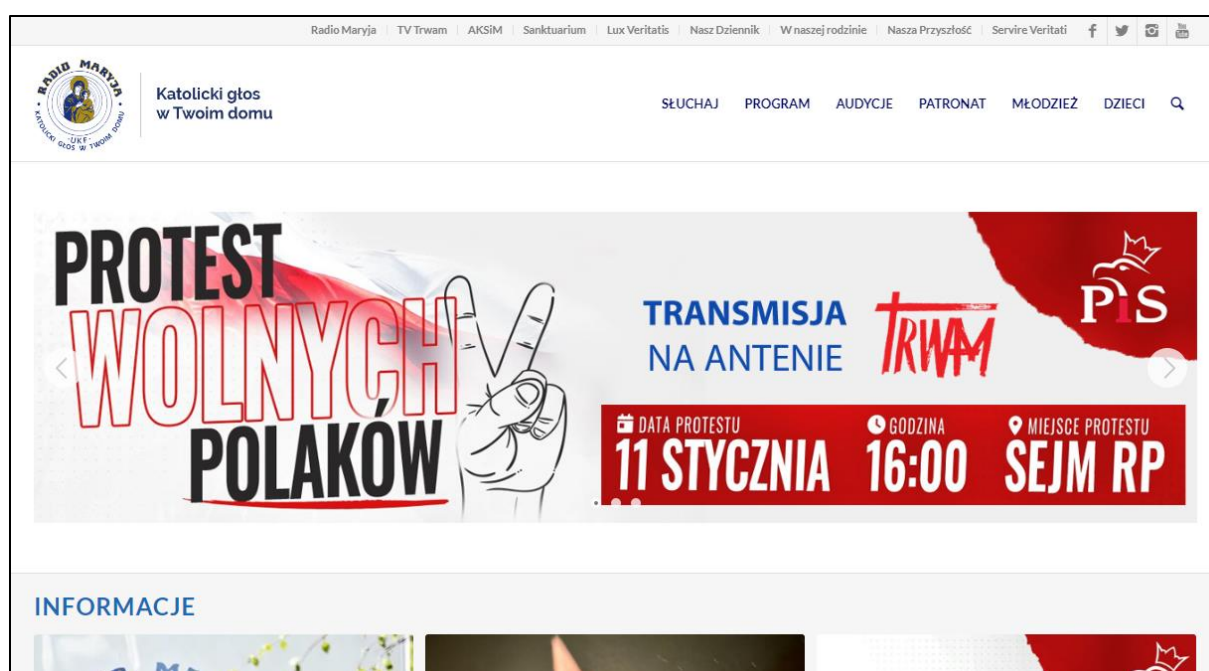 Radio Maryja TV Trwam AKSiM Sanktuarium Lux Veritatis Nasz Dziennik W naszej rodzinie Nasza Przyszłość Servire Veritati
RADIO MARYJA
UKF
KATOLICKI GŁOS W TWOIM DOMU
Katolicki głos
w Twoim domu
SŁUCHAJ PROGRAM AUDYCJE PATRONAT MŁODZIEŻ DZIECI
PROTEST
WOLNYCH
POLAKÓW
TRANSMISJA
NA ANTENIE
TRWAM
PiS
DATA PROTESTU
11 STYCZNIA
GODZINA
16:00
MIEJSCE PROTESTU
SEJM RP
INFORMACJE